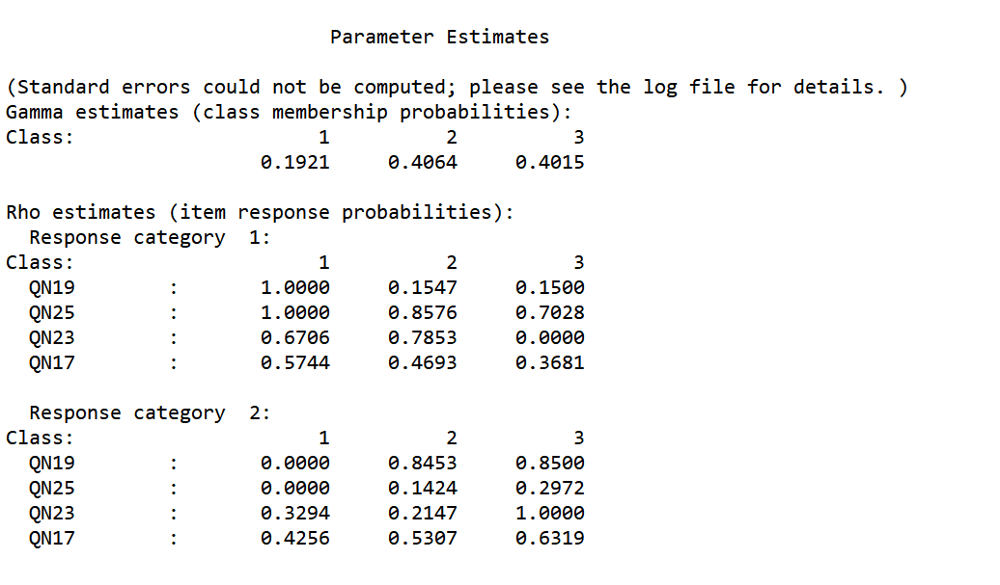 Parameter Estimates
(Standard errors could not be computed; please see the log file for details. )
Gamma estimates (class membership probabilities):
Class: 1 2 3
0.1921 0.4064 0.4015
Rho estimates (item response probabilities):
Response category 1:
Class: 1 2 3
QN19 : 1.0000 0.1547 0.1500
QN25 : 1.0000 0.8576 0.7028
QN23 : 0.6706 0.7853 0.0000
QN17 : 0.5744 0.4693 0.3681
Response category 2:
Class: 1 2 3
QN19 : 0.0000 0.8453 0.8500
QN25 : 0.0000 0.1424 0.2972
QN23 : 0.3294 0.2147 1.0000
QN17 : 0.4256 0.5307 0.6319